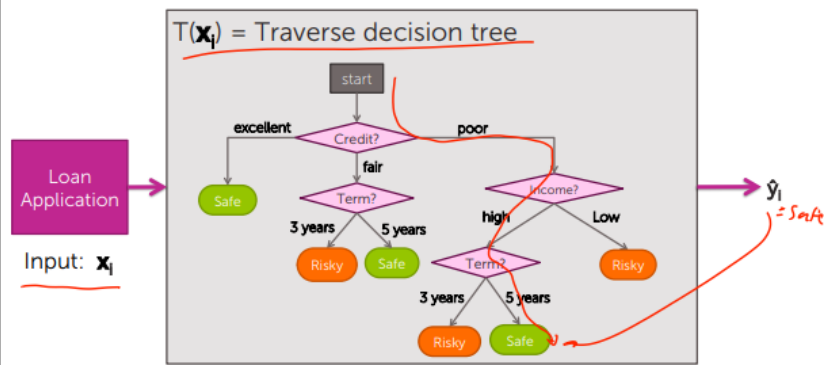 T(xi) = Traverse decision tree
start
excellent
Credit?
poor
fair
Loan
Application
Safe
Term?
Income?
ŷi
= Safe
3 years
5 years
high
Low
Input: xi
Risky
Safe
Term?
Risky
3 years
5 years
Risky
Safe